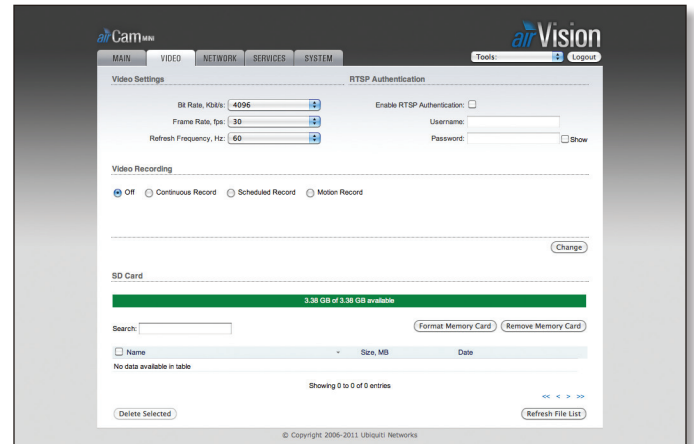 airCam MINI
airVision
MAIN VIDEO NETWORK SERVICES SYSTEM
Tools: Logout
Video Settings
Bit Rate, Kbit/s: 4096
Frame Rate, fps: 30
Refresh Frequency, Hz: 60
RTSP Authentication
Enable RTSP Authentication:
Username:
Password: Show
Video Recording
Off Continuous Record Scheduled Record Motion Record
Change
SD Card
3.38 GB of 3.38 GB available
Search: Format Memory Card Remove Memory Card
Name Size, MB Date
No data available in table
Showing 0 to 0 of 0 entries
<< < > >>
Delete Selected Refresh File List
© Copyright 2006-2011 Ubiquiti Networks